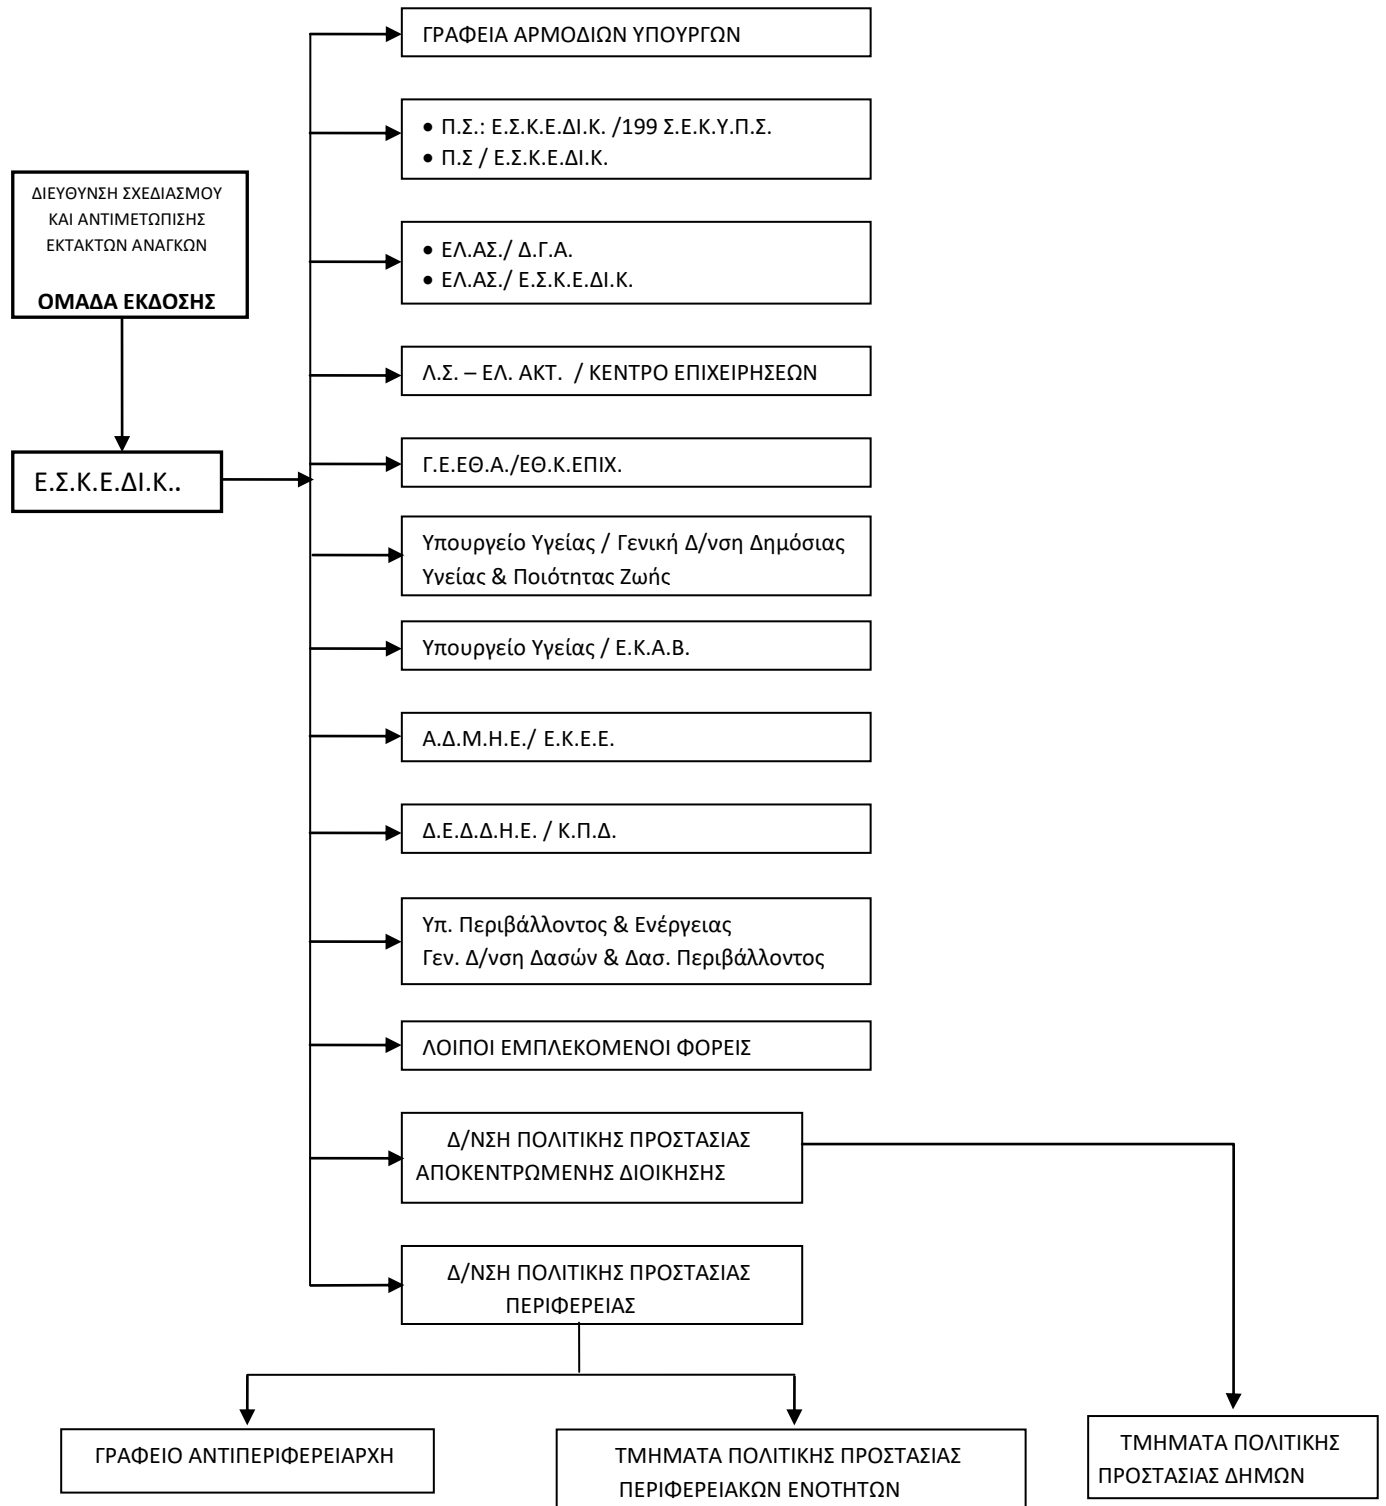 ΓΡΑΦΕΙΑ ΑΡΜΟΔΙΩΝ ΥΠΟΥΡΓΩΝ
• Π.Σ.: Ε.Σ.Κ.Ε.ΔΙ.Κ. /199 Σ.Ε.Κ.Υ.Π.Σ.
• Π.Σ / Ε.Σ.Κ.Ε.ΔΙ.Κ.
ΔΙΕΥΘΥΝΣΗ ΣΧΕΔΙΑΣΜΟΥ
ΚΑΙ ΑΝΤΙΜΕΤΩΠΙΣΗΣ
ΕΚΤΑΚΤΩΝ ΑΝΑΓΚΩΝ
ΟΜΑΔΑ ΕΚΔΟΣΗΣ
• ΕΛ.ΑΣ./ Δ.Γ.Α.
• ΕΛ.ΑΣ./ Ε.Σ.Κ.Ε.ΔΙ.Κ.
Λ.Σ. – ΕΛ. ΑΚΤ. / ΚΕΝΤΡΟ ΕΠΙΧΕΙΡΗΣΕΩΝ
Ε.Σ.Κ.Ε.ΔΙ.Κ..
Γ.Ε.ΕΘ.Α./ΕΘ.Κ.ΕΠΙΧ.
Υπουργείο Υγείας / Γενική Δ/νση Δημόσιας
Υγείας & Ποιότητας Ζωής
Υπουργείο Υγείας / Ε.Κ.Α.Β.
Α.Δ.Μ.Η.Ε./ Ε.Κ.Ε.Ε.
Δ.Ε.Δ.Δ.Η.Ε. / Κ.Π.Δ.
Υπ. Περιβάλλοντος & Ενέργειας
Γεν. Δ/νση Δασών & Δασ. Περιβάλλοντος
ΛΟΙΠΟΙ ΕΜΠΛΕΚΟΜΕΝΟΙ ΦΟΡΕΙΣ
Δ/ΝΣΗ ΠΟΛΙΤΙΚΗΣ ΠΡΟΣΤΑΣΙΑΣ
ΑΠΟΚΕΝΤΡΩΜΕΝΗΣ ΔΙΟΙΚΗΣΗΣ
Δ/ΝΣΗ ΠΟΛΙΤΙΚΗΣ ΠΡΟΣΤΑΣΙΑΣ
ΠΕΡΙΦΕΡΕΙΑΣ
ΓΡΑΦΕΙΟ ΑΝΤΙΠΕΡΙΦΕΡΕΙΑΡΧΗ
ΤΜΗΜΑΤΑ ΠΟΛΙΤΙΚΗΣ ΠΡΟΣΤΑΣΙΑΣ
ΠΕΡΙΦΕΡΕΙΑΚΩΝ ΕΝΟΤΗΤΩΝ
ΤΜΗΜΑΤΑ ΠΟΛΙΤΙΚΗΣ
ΠΡΟΣΤΑΣΙΑΣ ΔΗΜΩΝ